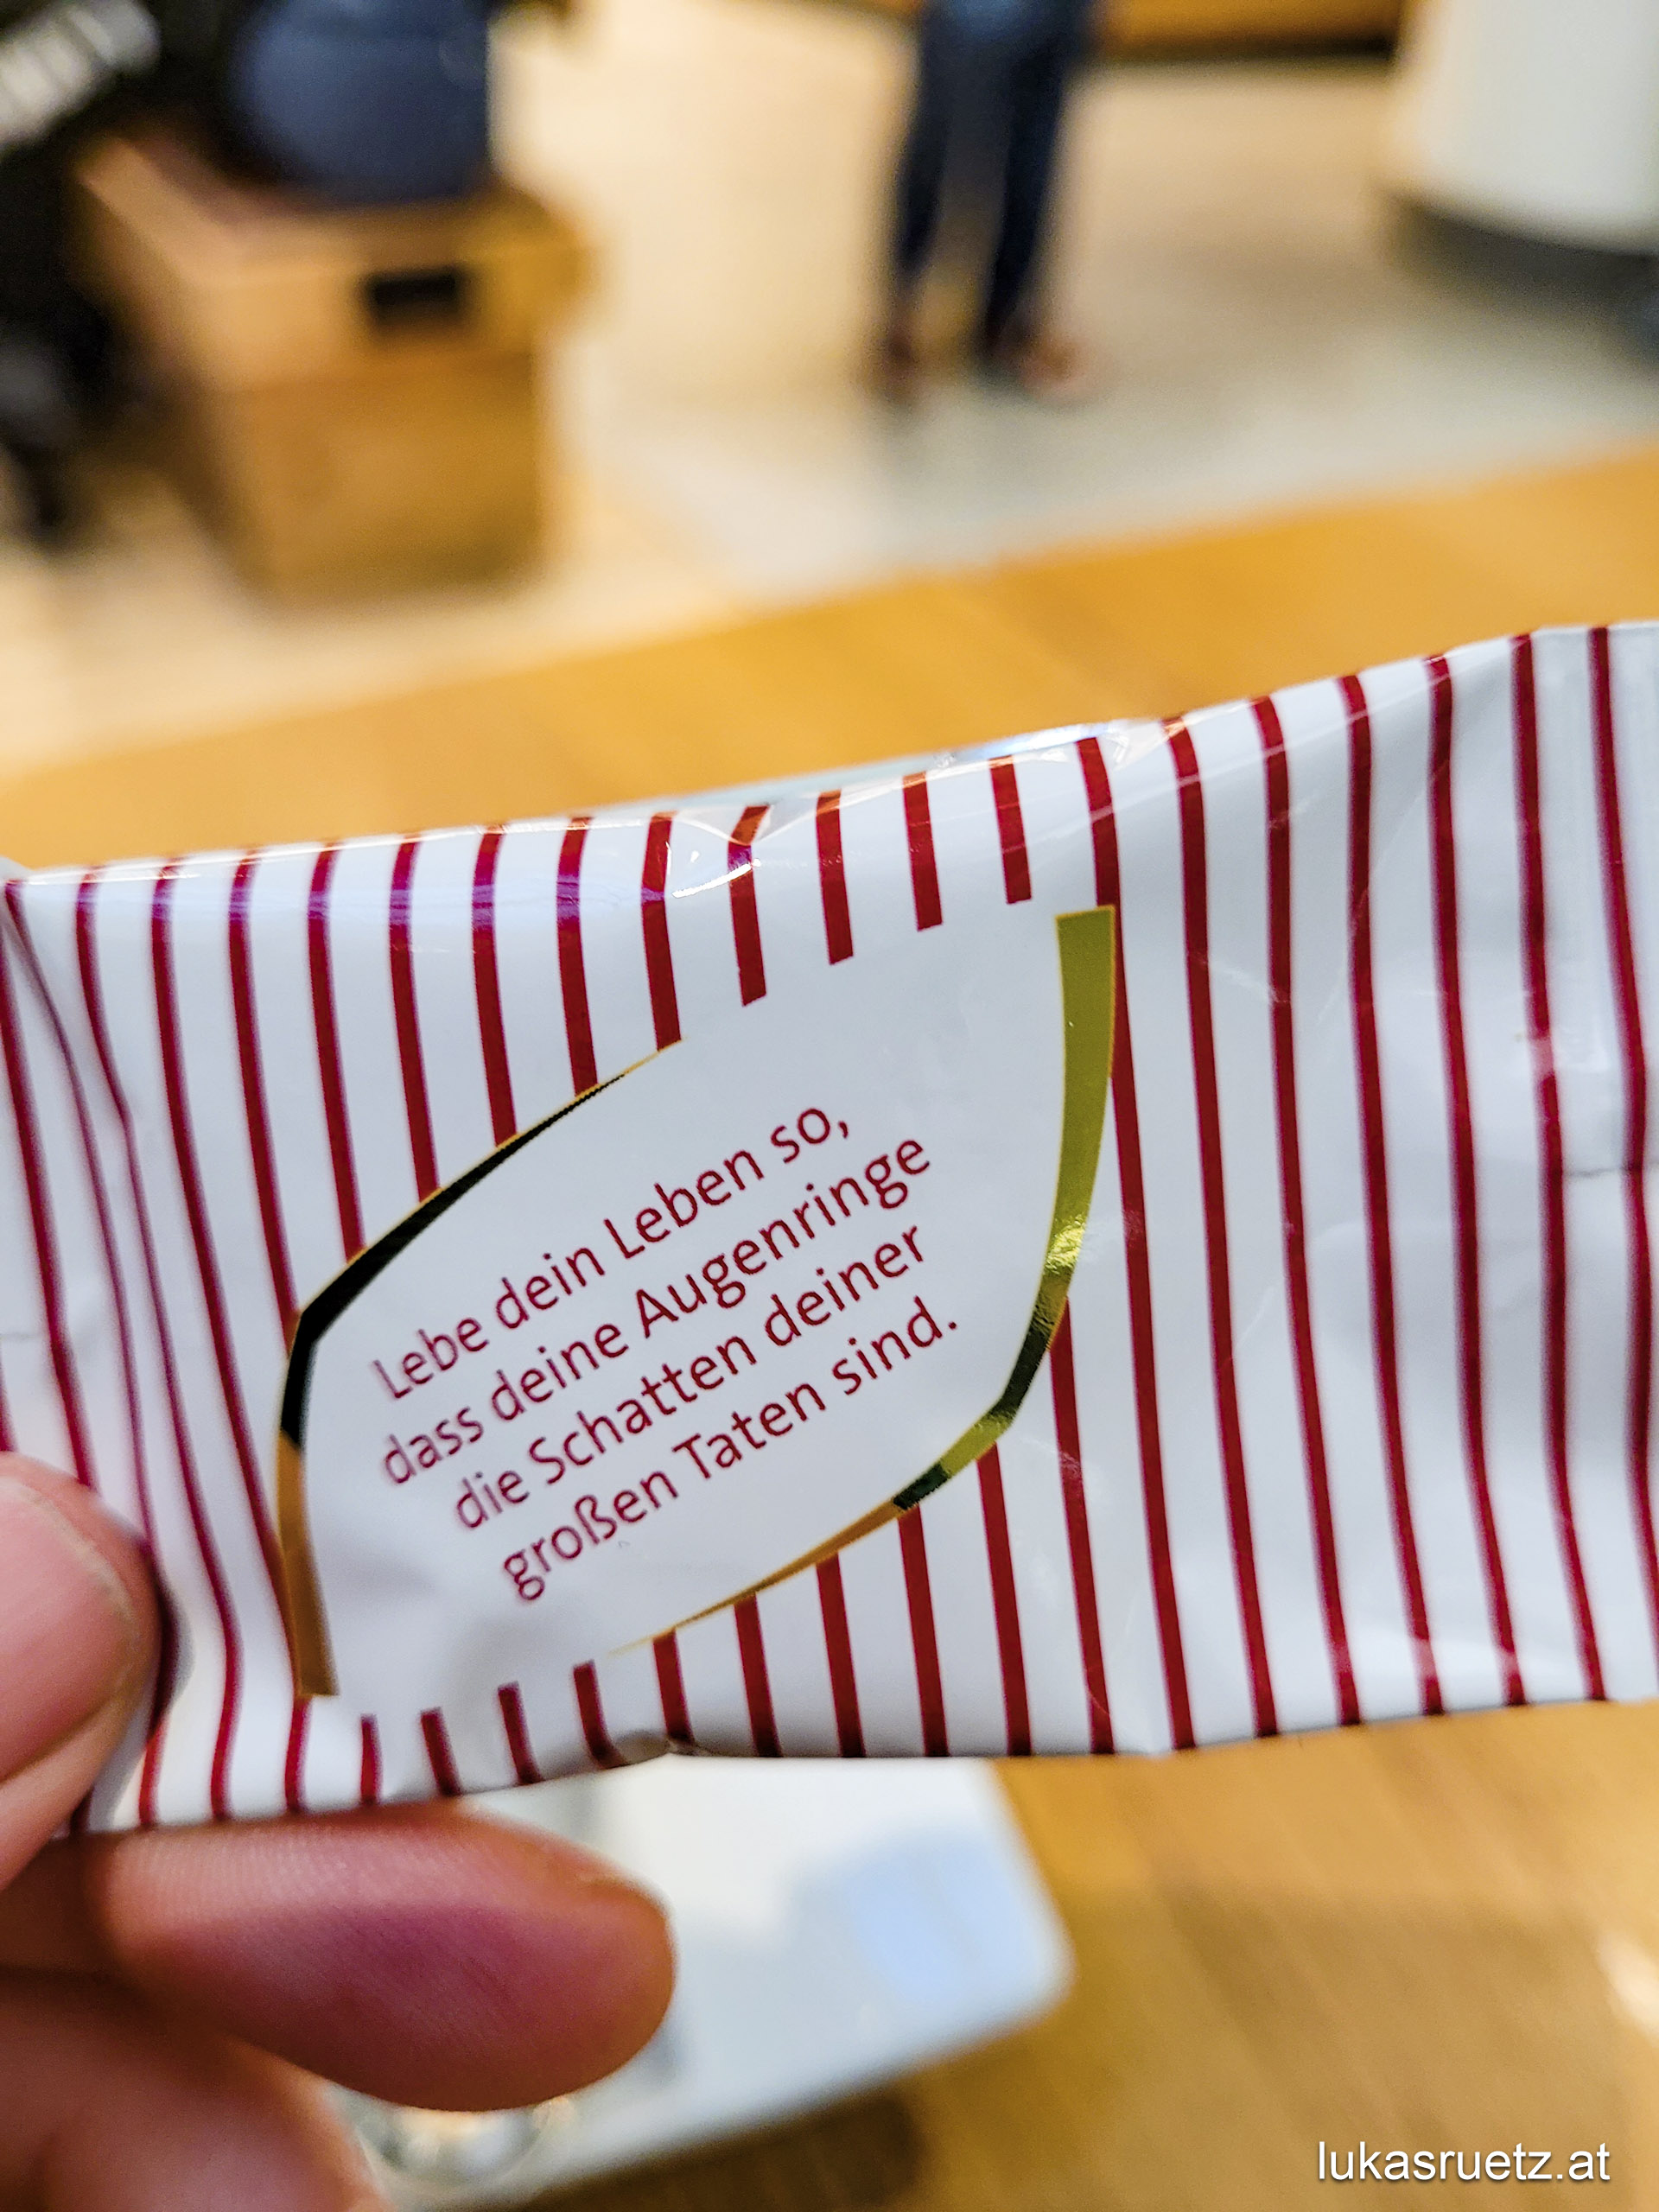 Lebe dein Leben so,
dass deine Augenringe
die Schatten deiner
großen Taten sind.
lukasruetz.at